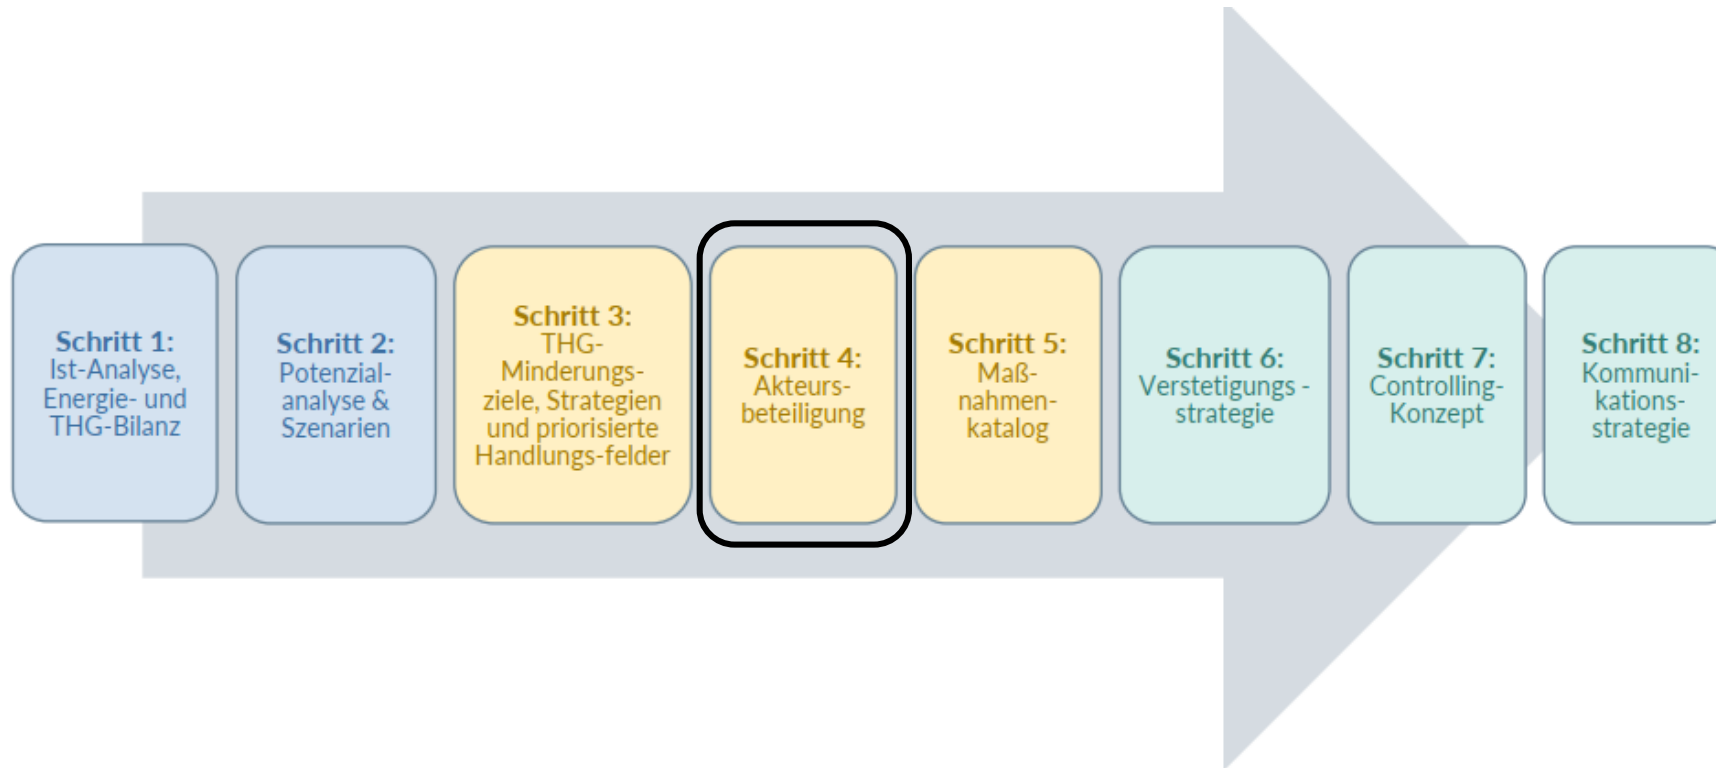 Schritt 1:
Ist-Analyse,
Energie- und
THG-Bilanz
Schritt 2:
Potenzial-
analyse &
Szenarien
Schritt 3:
THG-
Minderungs-
ziele, Strategien
und priorisierte
Handlungs-felder
Schritt 4:
Akteurs-
beteiligung
Schritt 5:
Maß-
nahmen-
katalog
Schritt 6:
Verstetigungs -
strategie
Schritt 7:
Controlling-
Konzept
Schritt 8:
Kommuni-
kations-
strategie